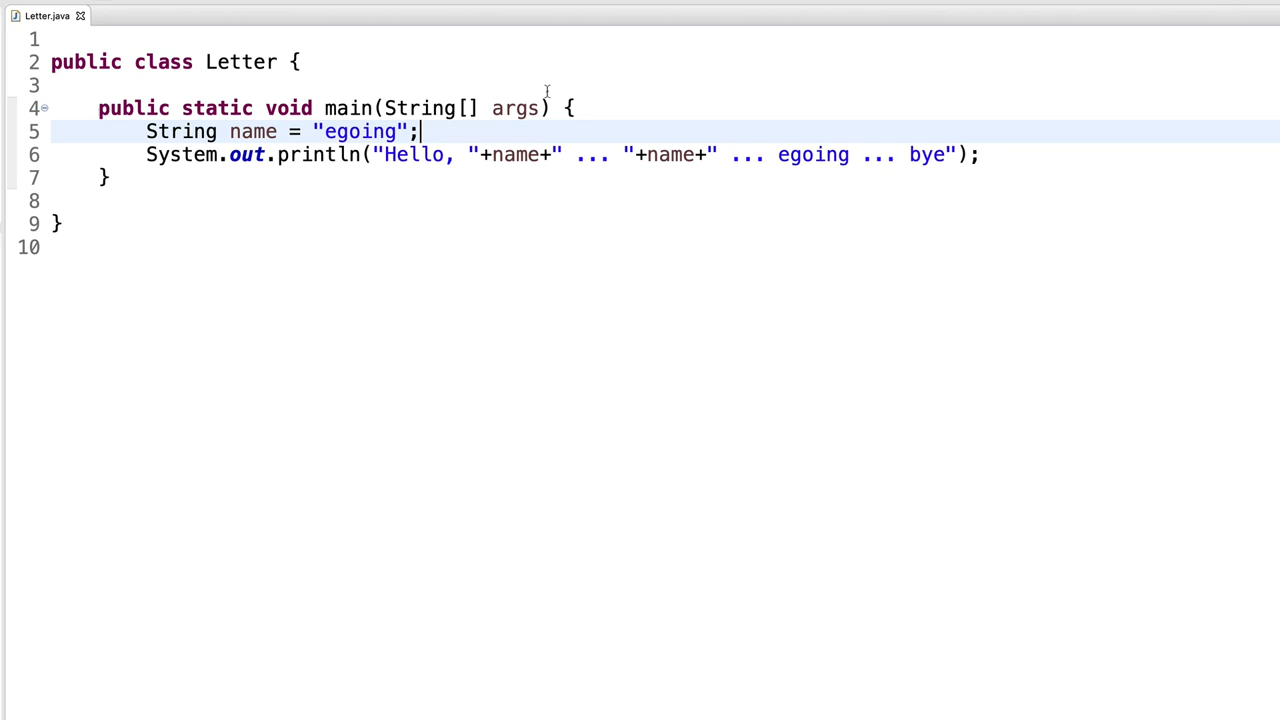 Letter.java
1
2 public class Letter {
3
4 public static void main(String[] args) {
5 String name = "egoing";
6 System.out.println("Hello, "+name+" ... "+name+" ... egoing ... bye");
7 }
8
9 }
10